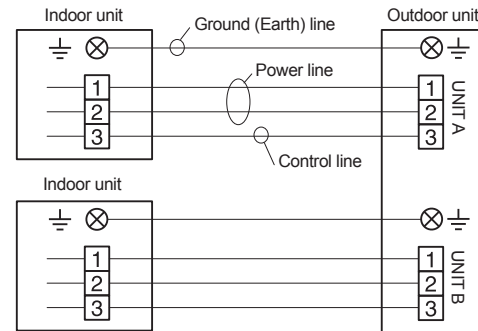 Indoor unit
Outdoor unit
Ground (Earth) line
Power line
1
2
3
1
2
3
UNIT A
Control line
Indoor unit
1
2
3
1
2
3
UNIT B